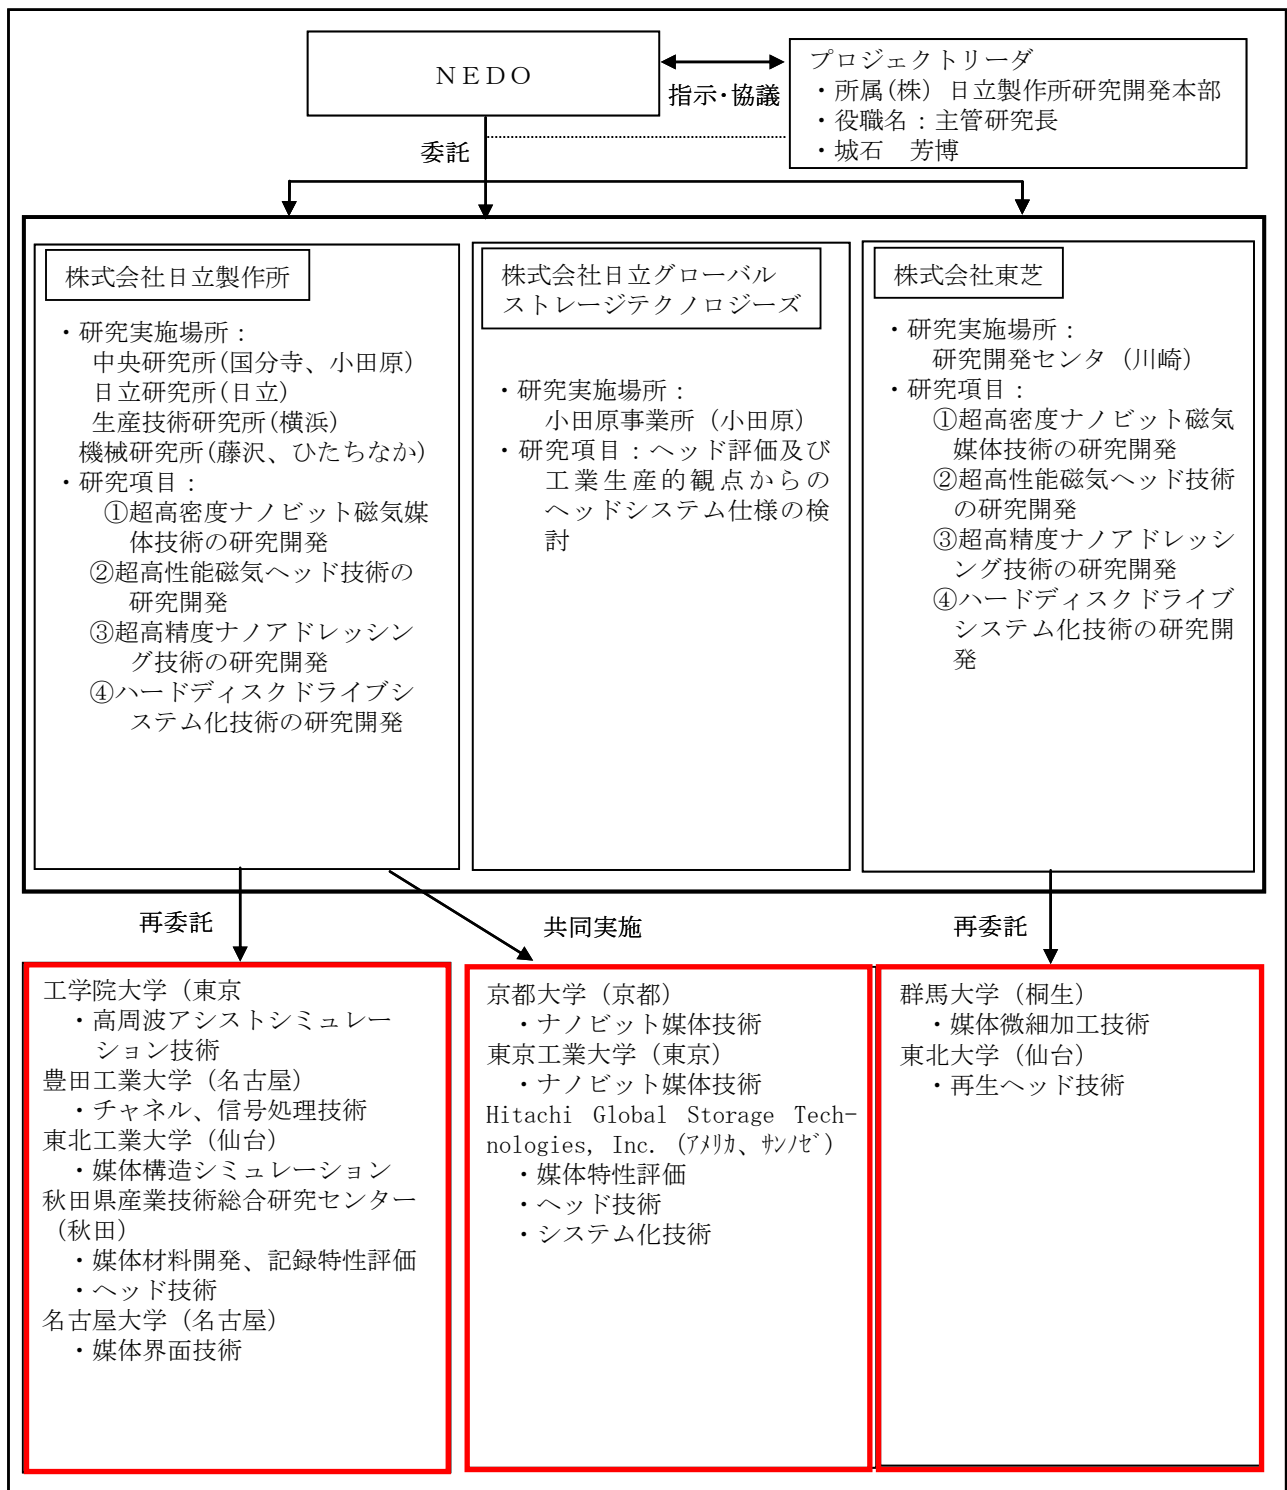 NEDO
指示・協議
プロジェクトリーダ
・所属(株) 日立製作所研究開発本部
・役職名：主管研究長
・城石　芳博
委託
株式会社日立製作所
・研究実施場所：
中央研究所(国分寺、小田原)
日立研究所(日立)
生産技術研究所(横浜)
機械研究所(藤沢、ひたちなか)
・研究項目：
①超高密度ナノビット磁気媒
体技術の研究開発
②超高性能磁気ヘッド技術の
研究開発
③超高精度ナノアドレッシン
グ技術の研究開発
④ハードディスクドライブシ
ステム化技術の研究開発
株式会社日立グローバル
ストレージテクノロジーズ
・研究実施場所：
小田原事業所（小田原）
・研究項目：ヘッド評価及び
工業生産的観点からの
ヘッドシステム仕様の検
討
株式会社東芝
・研究実施場所：
研究開発センタ（川崎）
・研究項目：
①超高密度ナノビット磁気
媒体技術の研究開発
②超高性能磁気ヘッド技術
の研究開発
③超高精度ナノアドレッシ
ング技術の研究開発
④ハードディスクドライブ
システム化技術の研究開
発
再委託
共同実施
再委託
工学院大学（東京
・高周波アシストシミュレー
ション技術
豊田工業大学（名古屋）
・チャネル、信号処理技術
東北工業大学（仙台）
・媒体構造シミュレーション
秋田県産業技術総合研究センター
（秋田）
・媒体材料開発、記録特性評価
・ヘッド技術
名古屋大学（名古屋）
・媒体界面技術
京都大学（京都）
・ナノビット媒体技術
東京工業大学（東京）
・ナノビット媒体技術
Hitachi Global Storage Tech-
nologies, Inc.（ｱﾒﾘｶ、ｻﾝﾉｾﾞ）
・媒体特性評価
・ヘッド技術
・システム化技術
群馬大学（桐生）
・媒体微細加工技術
東北大学（仙台）
・再生ヘッド技術